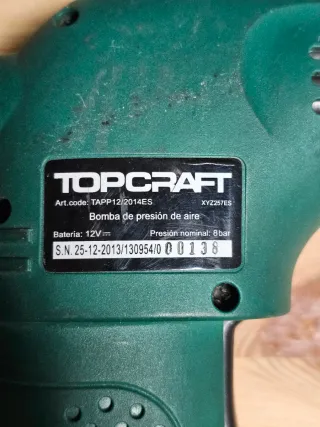 TOPCRAFT
Art.code: TAPP12/2014ES XYZ257ES
Bomba de presión de aire
Batería: 12V⎓ Presión nominal: 8bar
S.N. 25-12-2013/130954/0 00138